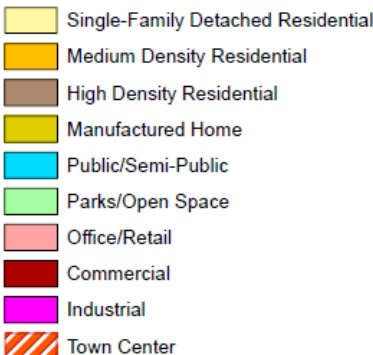 Single-Family Detached Residential
Medium Density Residential
High Density Residential
Manufactured Home
Public/Semi-Public
Parks/Open Space
Office/Retail
Commercial
Industrial
Town Center